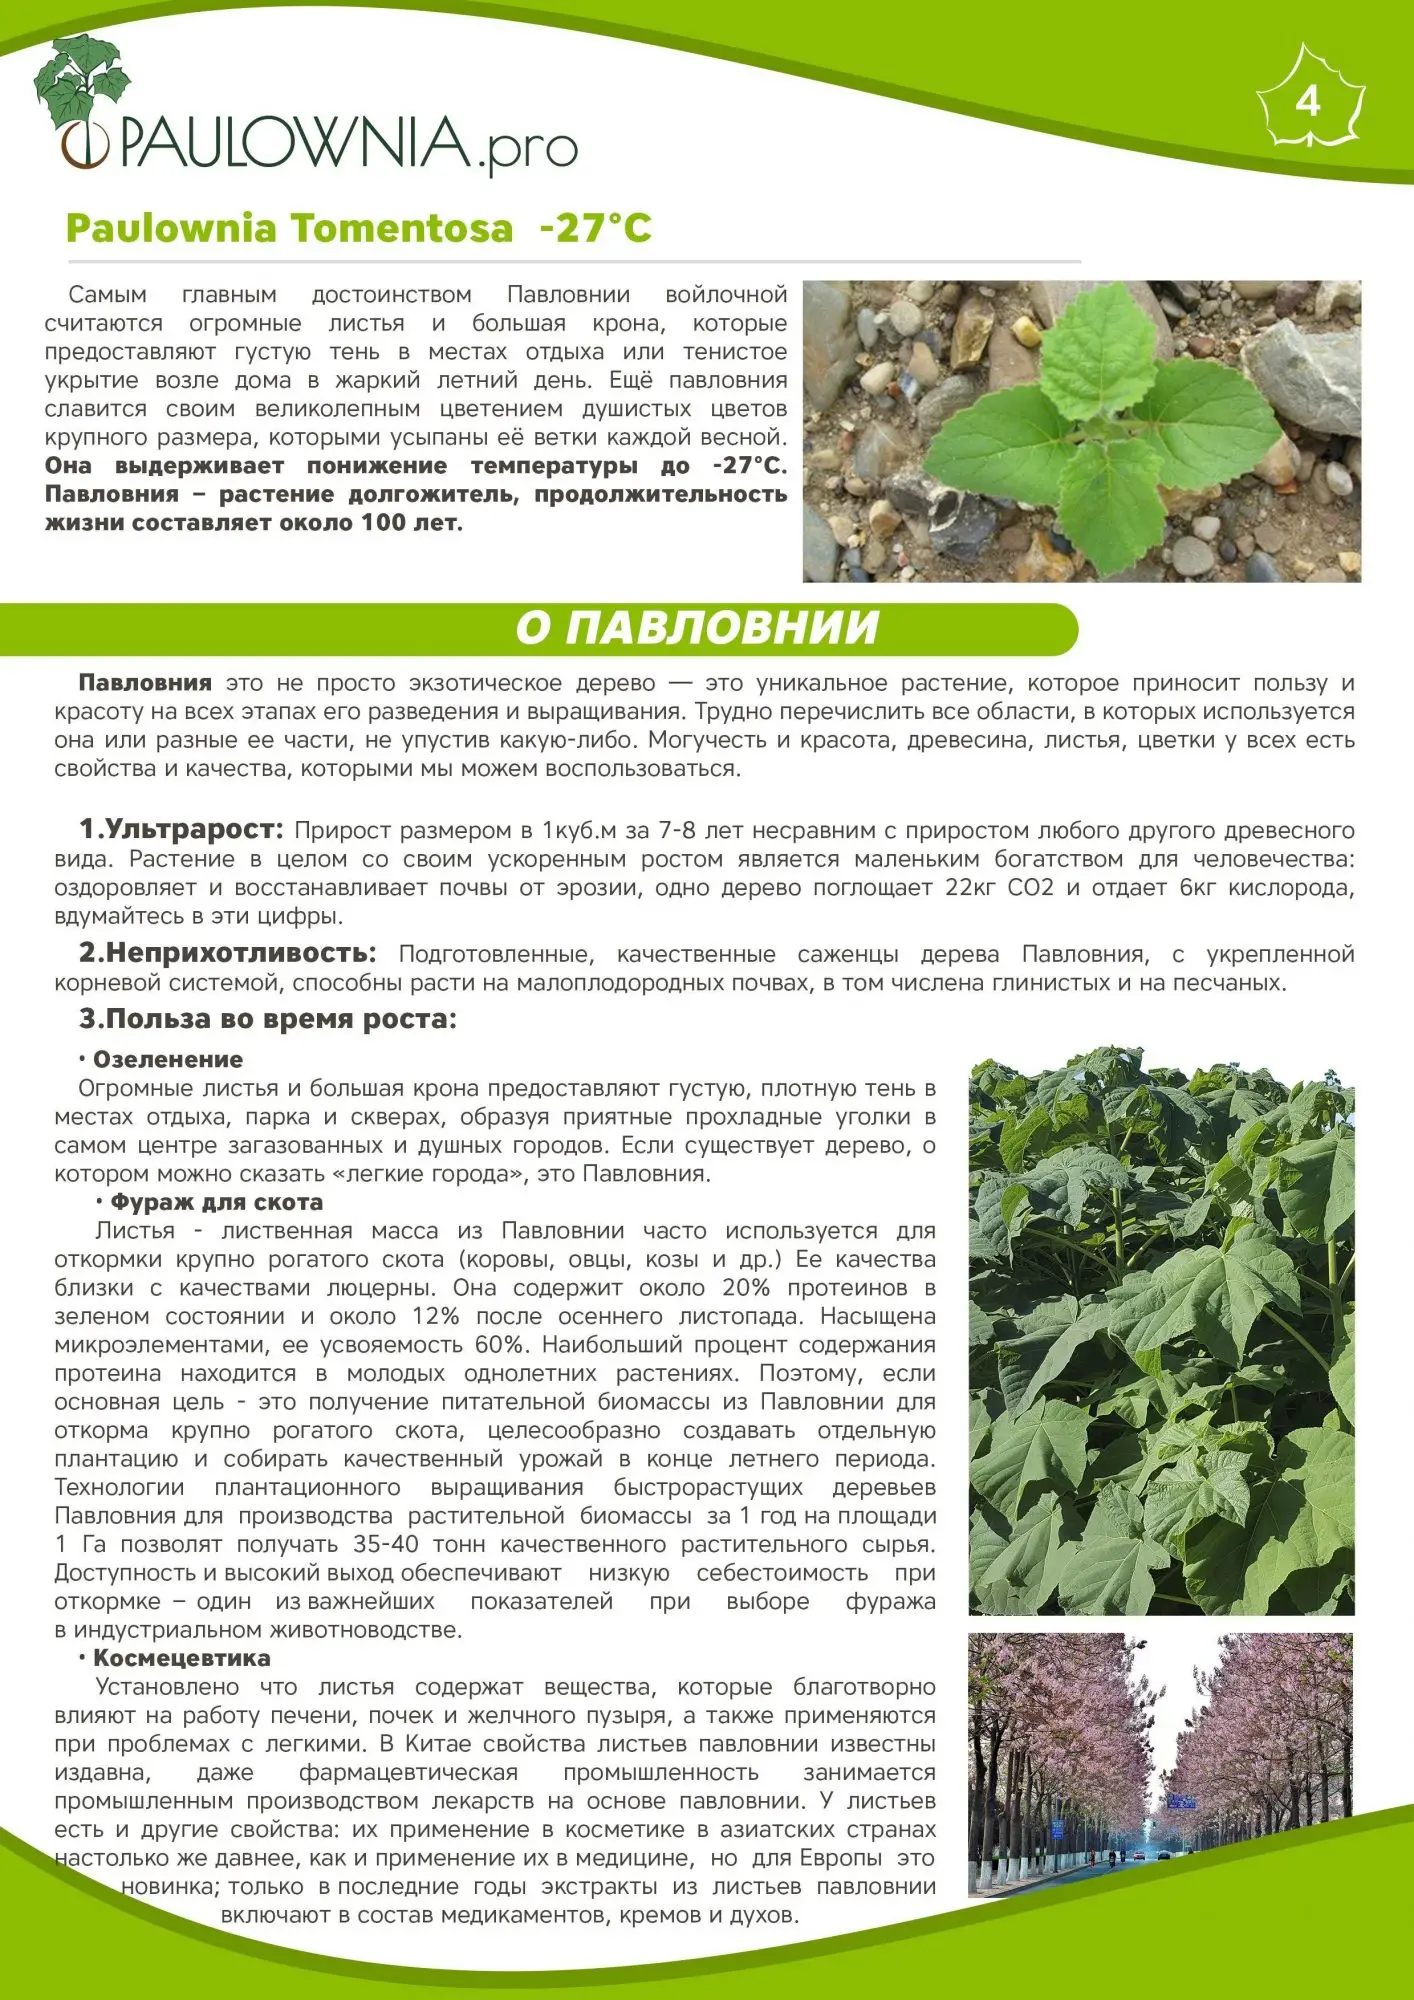 PAULOWNIA.pro
4
Paulownia Tomentosa -27°C
Самым главным достоинством Павловнии войлочной
считаются огромные листья и большая крона, которые
предоставляют густую тень в местах отдыха или тенистое
укрытие возле дома в жаркий летний день. Ещё павловния
славится своим великолепным цветением душистых цветов
крупного размера, которыми усыпаны её ветки каждой весной.
Она выдерживает понижение температуры до -27°C.
Павловния – растение долгожитель, продолжительность
жизни составляет около 100 лет.
О ПАВЛОВНИИ
Павловния это не просто экзотическое дерево — это уникальное растение, которое приносит пользу и
красоту на всех этапах его разведения и выращивания. Трудно перечислить все области, в которых используется
она или разные ее части, не упустив какую-либо. Могучесть и красота, древесина, листья, цветки у всех есть
свойства и качества, которыми мы можем воспользоваться.
1.Ультрарост: Прирост размером в 1куб.м за 7-8 лет несравним с приростом любого другого древесного
вида. Растение в целом со своим ускоренным ростом является маленьким богатством для человечества:
оздоровляет и восстанавливает почвы от эрозии, одно дерево поглощает 22кг СО2 и отдает 6кг кислорода,
вдумайтесь в эти цифры.
2.Неприхотливость: Подготовленные, качественные саженцы дерева Павловния, с укрепленной
корневой системой, способны расти на малоплодородных почвах, в том числена глинистых и на песчаных.
3.Польза во время роста:
• Озеленение
Огромные листья и большая крона предоставляют густую, плотную тень в
местах отдыха, парка и скверах, образуя приятные прохладные уголки в
самом центре загазованных и душных городов. Если существует дерево, о
котором можно сказать «легкие города», это Павловния.
• Фураж для скота
Листья - лиственная масса из Павловнии часто используется для
откормки крупно рогатого скота (коровы, овцы, козы и др.) Ее качества
близки с качествами люцерны. Она содержит около 20% протеинов в
зеленом состоянии и около 12% после осеннего листопада. Насыщена
микроэлементами, ее усвояемость 60%. Наибольший процент содержания
протеина находится в молодых однолетних растениях. Поэтому, если
основная цель - это получение питательной биомассы из Павловнии для
откорма крупно рогатого скота, целесообразно создавать отдельную
плантацию и собирать качественный урожай в конце летнего периода.
Технологии плантационного выращивания быстрорастущих деревьев
Павловния для производства растительной биомассы за 1 год на площади
1 Га позволят получать 35-40 тонн качественного растительного сырья.
Доступность и высокий выход обеспечивают низкую себестоимость при
откормке – один из важнейших показателей при выборе фуража
в индустриальном животноводстве.
• Космецевтика
Установлено что листья содержат вещества, которые благотворно
влияют на работу печени, почек и желчного пузыря, а также применяются
при проблемах с легкими. В Китае свойства листьев павловнии известны
издавна, даже фармацевтическая промышленность занимается
промышленным производством лекарств на основе павловнии. У листьев
есть и другие свойства: их применение в косметике в азиатских странах
настолько же давнее, как и применение их в медицине, но для Европы это
новинка; только в последние годы экстракты из листьев павловнии
включают в состав медикаментов, кремов и духов.